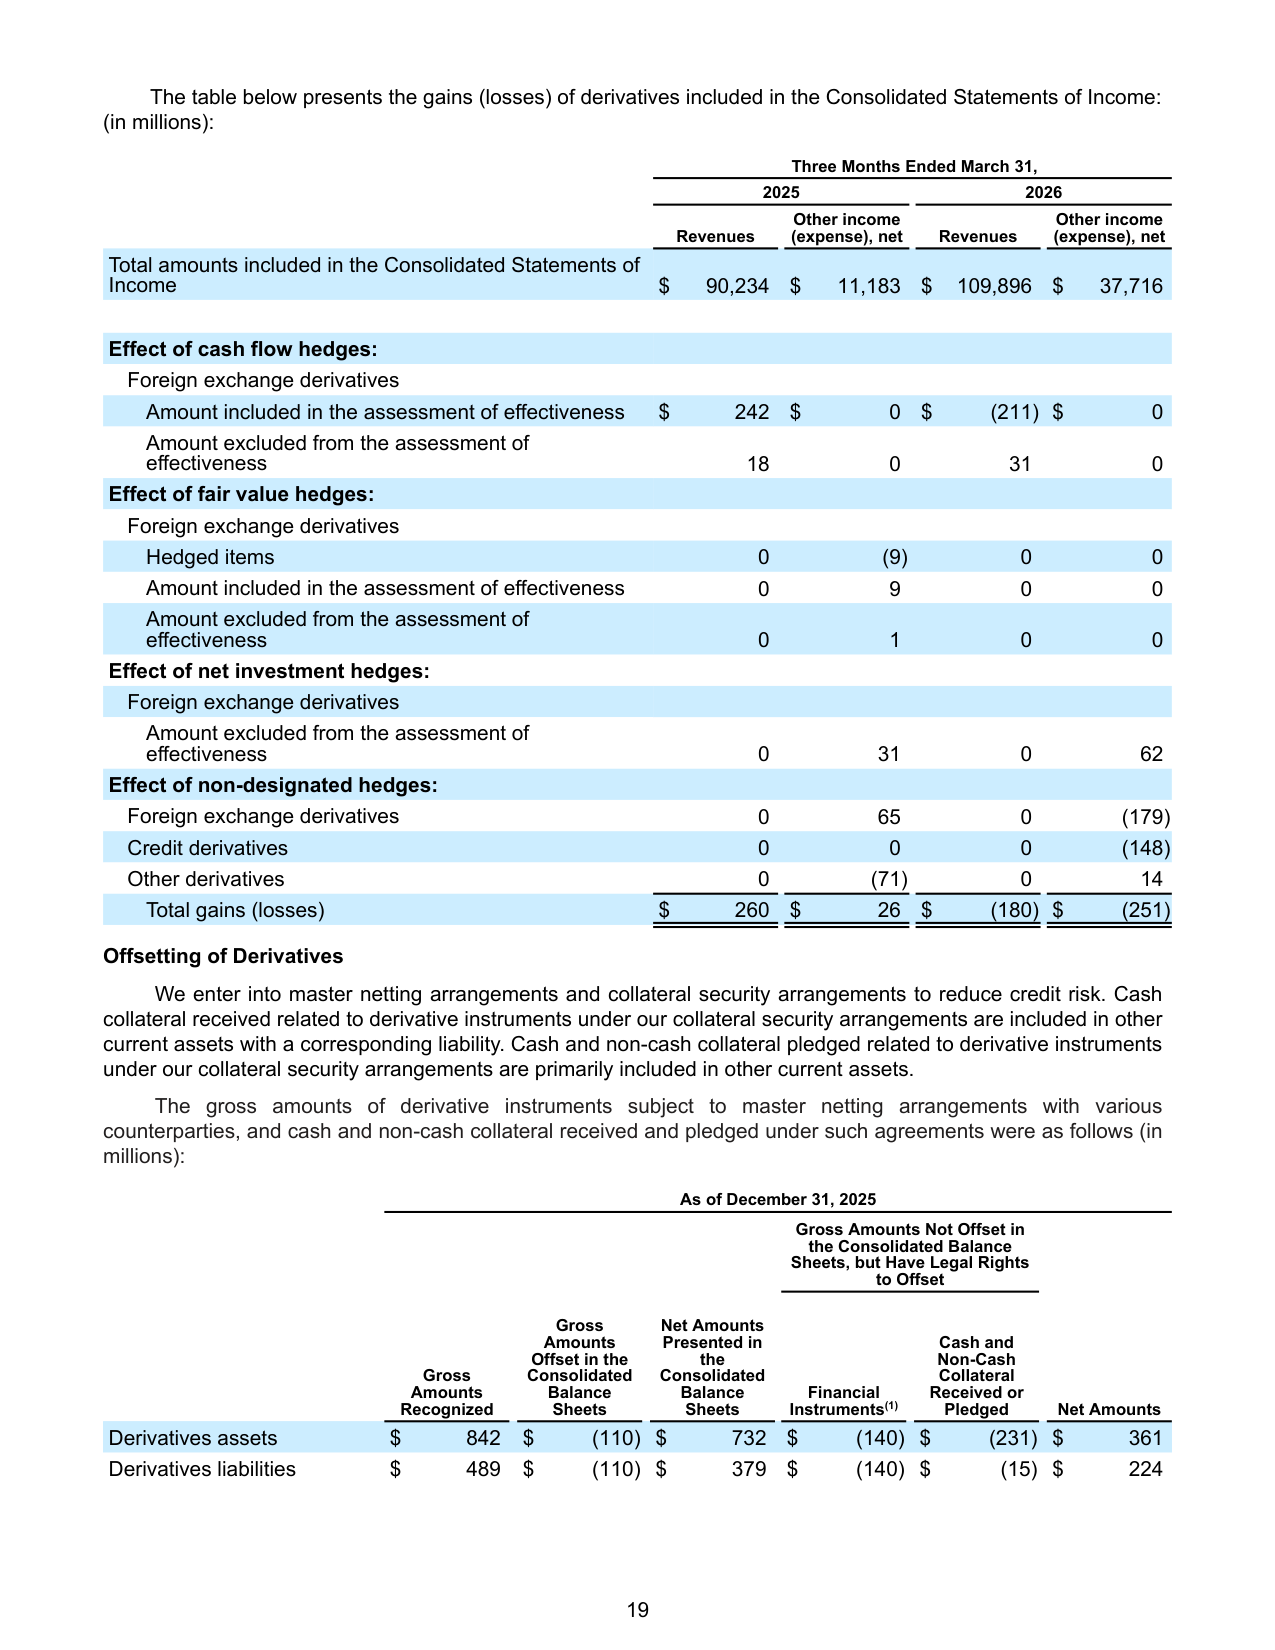 The table below presents the gains (losses) of derivatives included in the Consolidated Statements of Income:
(in millions):
Three Months Ended March 31,
2025 2026
Revenues Other income (expense), net Revenues Other income (expense), net
Total amounts included in the Consolidated Statements of
Income $ 90,234 $ 11,183 $ 109,896 $ 37,716
Effect of cash flow hedges:
Foreign exchange derivatives
Amount included in the assessment of effectiveness $ 242 $ 0 $ (211) $ 0
Amount excluded from the assessment of
effectiveness 18 0 31 0
Effect of fair value hedges:
Foreign exchange derivatives
Hedged items 0 (9) 0 0
Amount included in the assessment of effectiveness 0 9 0 0
Amount excluded from the assessment of
effectiveness 0 1 0 0
Effect of net investment hedges:
Foreign exchange derivatives
Amount excluded from the assessment of
effectiveness 0 31 0 62
Effect of non-designated hedges:
Foreign exchange derivatives 0 65 0 (179)
Credit derivatives 0 0 0 (148)
Other derivatives 0 (71) 0 14
Total gains (losses) $ 260 $ 26 $ (180) $ (251)
Offsetting of Derivatives
We enter into master netting arrangements and collateral security arrangements to reduce credit risk. Cash
collateral received related to derivative instruments under our collateral security arrangements are included in other
current assets with a corresponding liability. Cash and non-cash collateral pledged related to derivative instruments
under our collateral security arrangements are primarily included in other current assets.
The gross amounts of derivative instruments subject to master netting arrangements with various
counterparties, and cash and non-cash collateral received and pledged under such agreements were as follows (in
millions):
As of December 31, 2025
Gross Amounts Not Offset in
the Consolidated Balance
Sheets, but Have Legal Rights
to Offset
Gross Amounts Recognized
Gross Amounts Offset in the Consolidated Balance Sheets
Net Amounts Presented in the Consolidated Balance Sheets
Financial Instruments(1)
Cash and Non-Cash Collateral Received or Pledged
Net Amounts
Derivatives assets $ 842 $ (110) $ 732 $ (140) $ (231) $ 361
Derivatives liabilities $ 489 $ (110) $ 379 $ (140) $ (15) $ 224
19